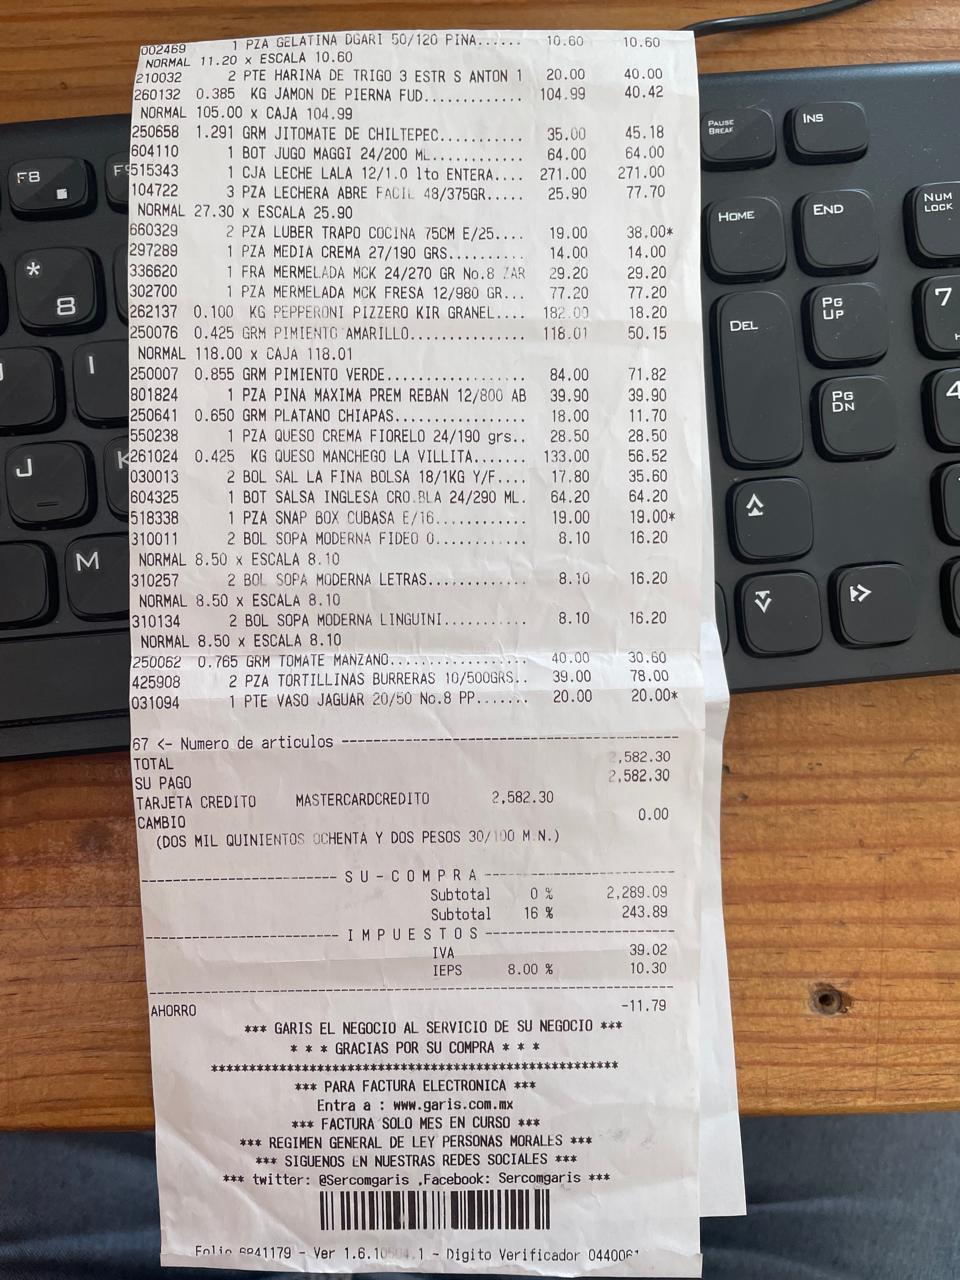 002469 1 PZA GELATINA DGARI 50/120 PINA...... 10.60 10.60
NORMAL 11.20 x ESCALA 10.60
210032 2 PTE HARINA DE TRIGO 3 ESTR S ANTON 1 20.00 40.00
260132 0.385 KG JAMON DE PIERNA FUD............. 104.99 40.42
NORMAL 105.00 x CAJA 104.99
250658 1.291 GRM JITOMATE DE CHILTEPEC........... 35.00 45.18
604110 1 BOT JUGO MAGGI 24/200 ML............ 64.00 64.00
515343 1 CJA LECHE LALA 12/1.0 lto ENTERA.... 271.00 271.00
104722 3 PZA LECHERA ABRE FACIL 48/375GR..... 25.90 77.70
NORMAL 27.30 x ESCALA 25.90
660329 2 PZA LUBER TRAPO COCINA 75CM E/25.... 19.00 38.00*
297289 1 PZA MEDIA CREMA 27/190 GRS.......... 14.00 14.00
336620 1 FRA MERMELADA MCK 24/270 GR No.8 ZAR 29.20 29.20
302700 1 PZA MERMELADA MCK FRESA 12/980 GR... 77.20 77.20
262137 0.100 KG PEPPERONI PIZZERO KIR GRANEL.... 182.00 18.20
250076 0.425 GRM PIMIENTO AMARILLO.............. 118.01 50.15
NORMAL 118.00 x CAJA 118.01
250007 0.855 GRM PIMIENTO VERDE................. 84.00 71.82
801824 1 PZA PINA MAXIMA PREM REBAN 12/800 AB 39.90 39.90
250641 0.650 GRM PLATANO CHIAPAS................ 18.00 11.70
550238 1 PZA QUESO CREMA FIORELO 24/190 grs.. 28.50 28.50
261024 0.425 KG QUESO MANCHEGO LA VILLITA....... 133.00 56.52
030013 2 BOL SAL LA FINA BOLSA 18/1KG Y/F.... 17.80 35.60
604325 1 BOT SALSA INGLESA CRO.BLA 24/290 ML. 64.20 64.20
518338 1 PZA SNAP BOX CUBASA E/16............ 19.00 19.00*
310011 2 BOL SOPA MODERNA FIDEO 0............ 8.10 16.20
NORMAL 8.50 x ESCALA 8.10
310257 2 BOL SOPA MODERNA LETRAS............. 8.10 16.20
NORMAL 8.50 x ESCALA 8.10
310134 2 BOL SOPA MODERNA LINGUINI........... 8.10 16.20
NORMAL 8.50 x ESCALA 8.10
250062 0.765 GRM TOMATE MANZANO................. 40.00 30.60
425908 2 PZA TORTILLINAS BURRERAS 10/500GRS.. 39.00 78.00
031094 1 PTE VASO JAGUAR 20/50 No.8 PP....... 20.00 20.00*
67 <- Numero de articulos ----------------------------------------
TOTAL 2,582.30
SU PAGO 2,582.30
TARJETA CREDITO MASTERCARDCREDITO 2,582.30
CAMBIO 0.00
(DOS MIL QUINIENTOS OCHENTA Y DOS PESOS 30/100 M.N.)
------------------------ S U - C O M P R A ------------------------
Subtotal 0 % 2,289.09
Subtotal 16 % 243.89
------------------------ I M P U E S T O S ------------------------
IVA 39.02
IEPS 8.00 % 10.30
AHORRO -11.79
*** GARIS EL NEGOCIO AL SERVICIO DE SU NEGOCIO ***
* * * GRACIAS POR SU COMPRA * * *
******************************************************
*** PARA FACTURA ELECTRONICA ***
Entra a : www.garis.com.mx
*** FACTURA SOLO MES EN CURSO ***
*** REGIMEN GENERAL DE LEY PERSONAS MORALES ***
*** SIGUENOS EN NUESTRAS REDES SOCIALES ***
*** twitter: @Sercomgaris ,Facebook: Sercomgaris ***
Folio - Ver - Digito Verificador
F8
* 8
I
J
K
M
PAUSE BREAK
INS
HOME
END
NUM LOCK
DEL
PG UP
7
PG DN
4